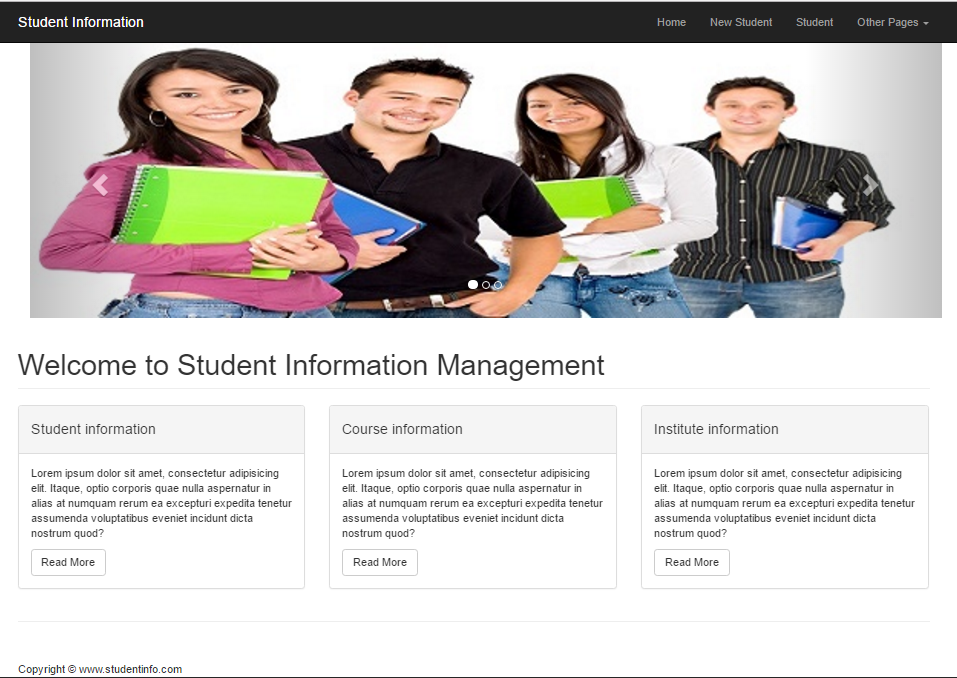 Student Information
Home New Student Student Other Pages
Welcome to Student Information Management
Student information
Lorem ipsum dolor sit amet, consectetur adipisicing
elit. Itaque, optio corporis quae nulla aspernatur in
alias at numquam rerum ea excepturi expedita tenetur
assumenda voluptatibus eveniet incidunt dicta
nostrum quod?
Read More
Course information
Lorem ipsum dolor sit amet, consectetur adipisicing
elit. Itaque, optio corporis quae nulla aspernatur in
alias at numquam rerum ea excepturi expedita tenetur
assumenda voluptatibus eveniet incidunt dicta
nostrum quod?
Read More
Institute information
Lorem ipsum dolor sit amet, consectetur adipisicing
elit. Itaque, optio corporis quae nulla aspernatur in
alias at numquam rerum ea excepturi expedita tenetur
assumenda voluptatibus eveniet incidunt dicta
nostrum quod?
Read More
Copyright © www.studentinfo.com